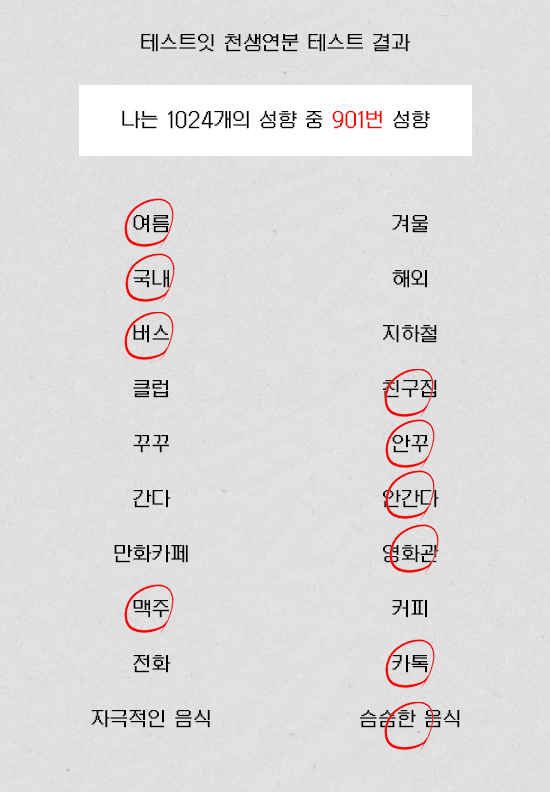 테스트잇 천생연분 테스트 결과
나는 1024개의 성향 중 901번 성향
여름 겨울
국내 해외
버스 지하철
클럽 친구집
꾸꾸 안꾸
간다 안간다
만화카페 영화관
맥주 커피
전화 카톡
자극적인 음식 슴슴한 음식